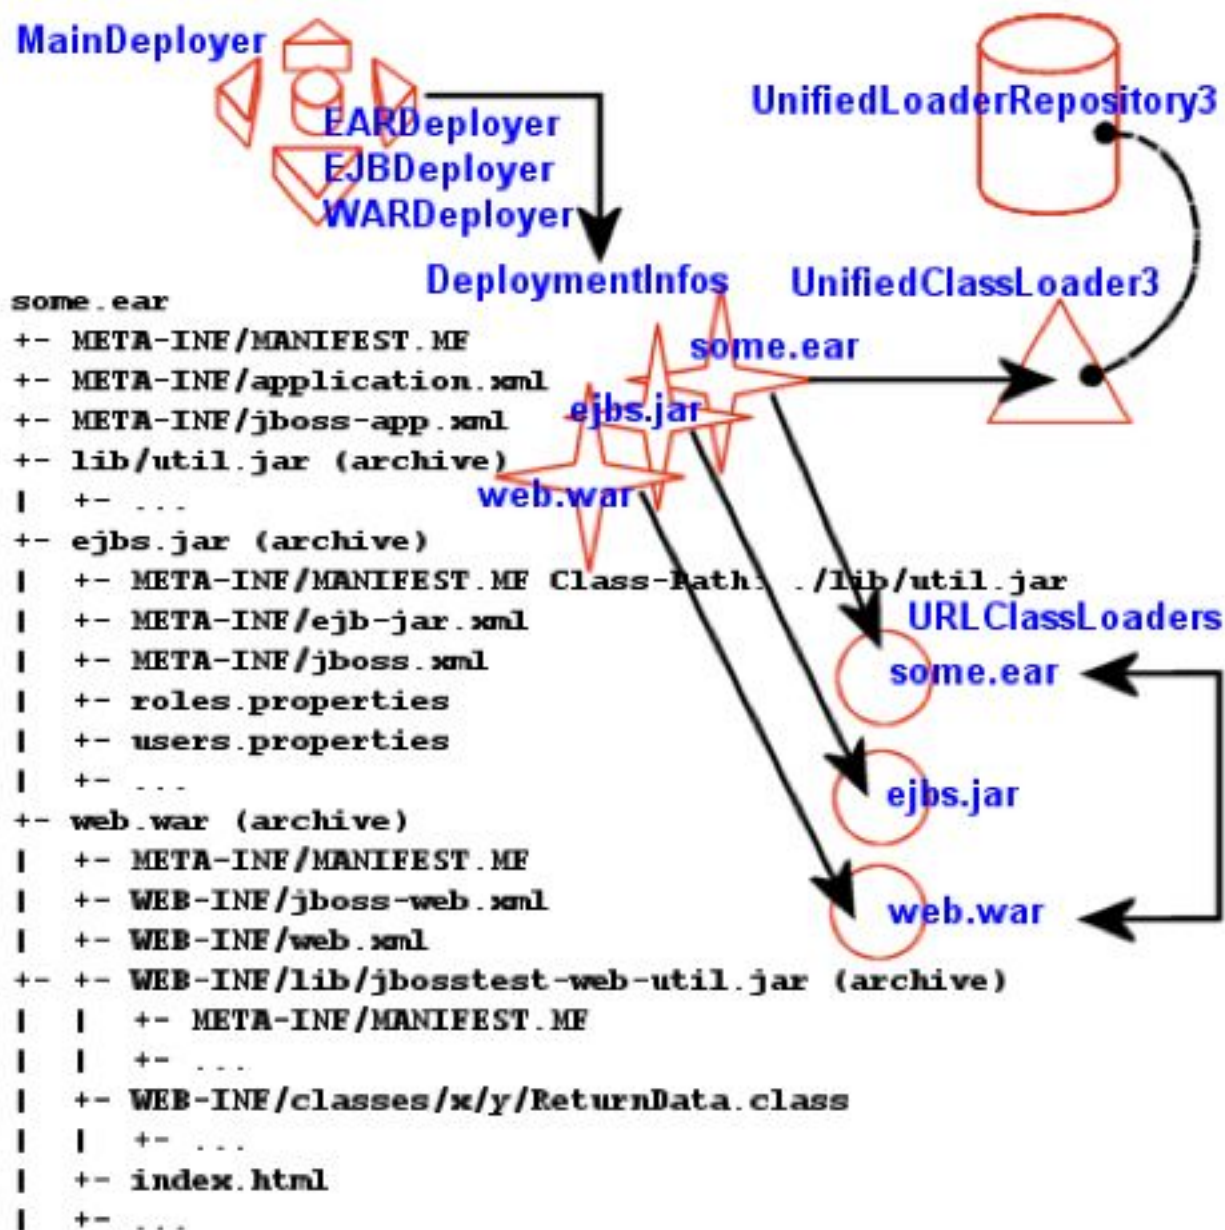 MainDeployer
EARDeployer
EJBDeployer
WARDeployer
UnifiedLoaderRepository3
DeploymentInfos
UnifiedClassLoader3
some.ear
ejbs.jar
web.war
URLClassLoaders
some.ear
ejbs.jar
web.war
some.ear
+- META-INF/MANIFEST.MF
+- META-INF/application.xml
+- META-INF/jboss-app.xml
+- lib/util.jar (archive)
|  +- ...
+- ejbs.jar (archive)
|  +- META-INF/MANIFEST.MF Class-Path: ./lib/util.jar
|  +- META-INF/ejb-jar.xml
|  +- META-INF/jboss.xml
|  +- roles.properties
|  +- users.properties
|  +- ...
+- web.war (archive)
|  +- META-INF/MANIFEST.MF
|  +- WEB-INF/jboss-web.xml
|  +- WEB-INF/web.xml
+- +- WEB-INF/lib/jbosstest-web-util.jar (archive)
|  |  +- META-INF/MANIFEST.MF
|  |  +- ...
|  +- WEB-INF/classes/x/y/ReturnData.class
|  |  +- ...
|  +- index.html
|  +- ...